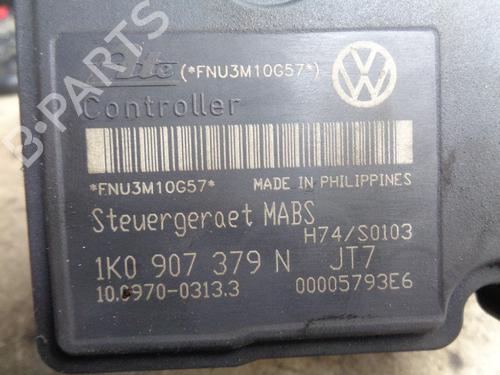 Ate (*FNU3M10G57*)
Controller
*FNU3M10G57* MADE IN PHILIPPINES
Steuergeraet MABS
H74/S0103
1K0 907 379 N JT7
10.0970-0313.3 00005793E6
B-PARTS